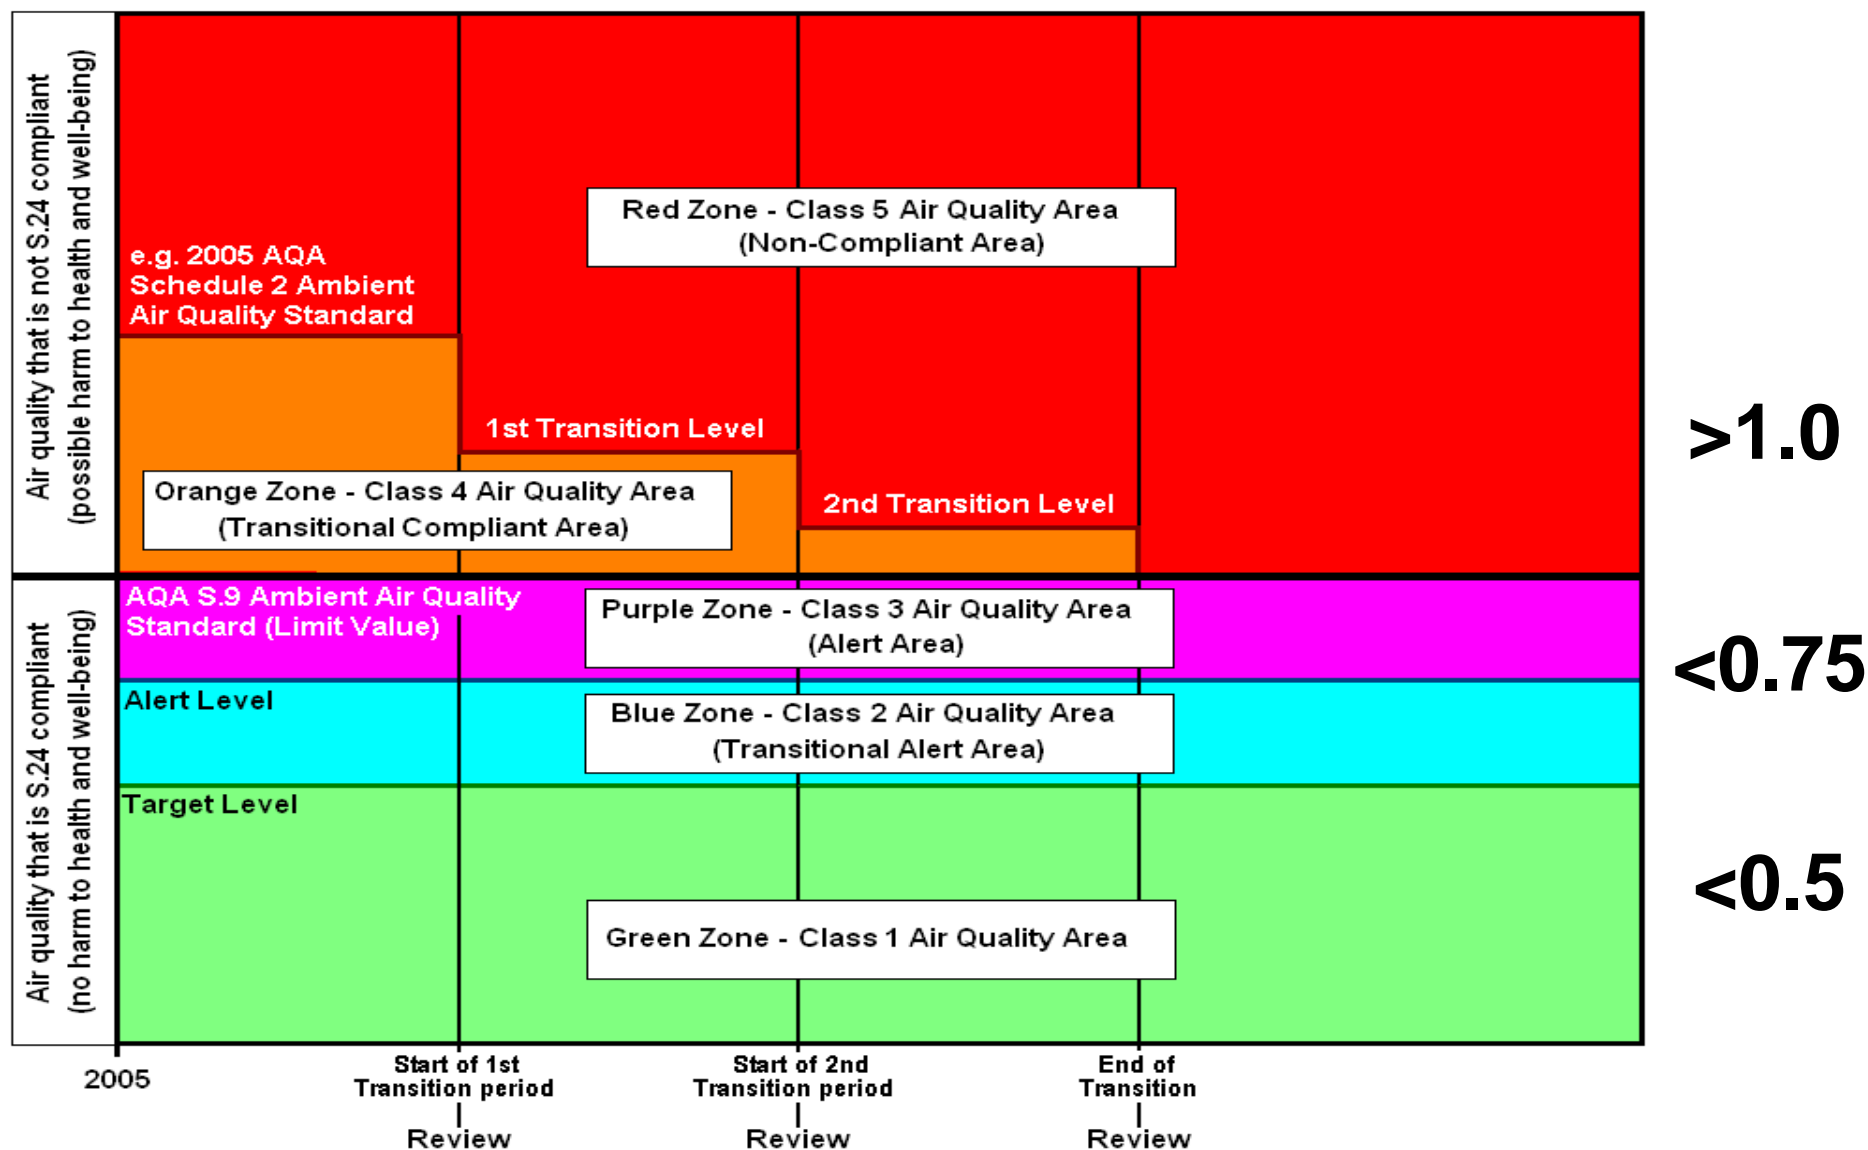 Air quality that is not S.24 compliant
(possible harm to health and well-being)
Air quality that is S.24 compliant
(no harm to health and well-being)
Red Zone - Class 5 Air Quality Area
(Non-Compliant Area)
e.g. 2005 AQA
Schedule 2 Ambient
Air Quality Standard
1st Transition Level
Orange Zone - Class 4 Air Quality Area
(Transitional Compliant Area)
2nd Transition Level
>1.0
AQA S.9 Ambient Air Quality
Standard (Limit Value)
Purple Zone - Class 3 Air Quality Area
(Alert Area)
<0.75
Alert Level
Blue Zone - Class 2 Air Quality Area
(Transitional Alert Area)
Target Level
<0.5
Green Zone - Class 1 Air Quality Area
2005
Start of 1st
Transition period
Review
Start of 2nd
Transition period
Review
End of
Transition
Review